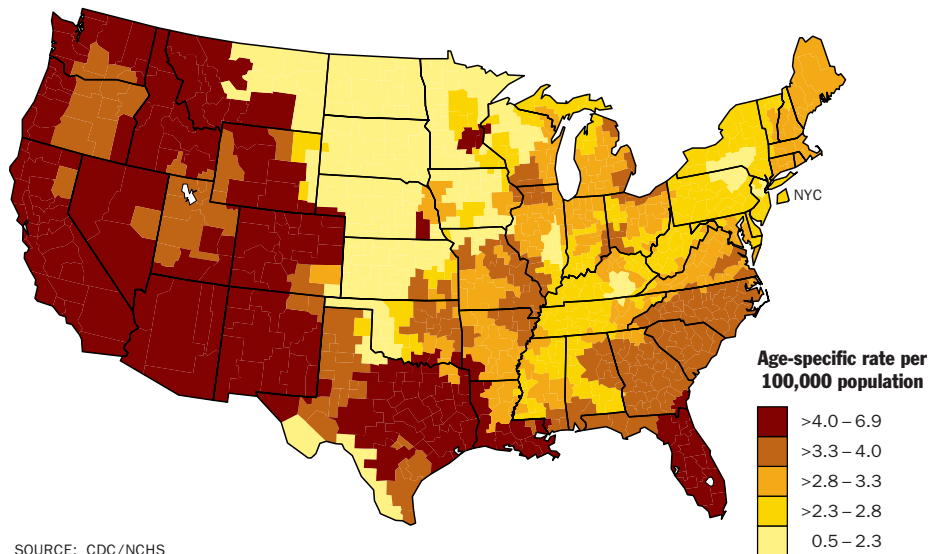 NYC
Age-specific rate per
100,000 population
>4.0 – 6.9
>3.3 – 4.0
>2.8 – 3.3
>2.3 – 2.8
0.5 – 2.3
SOURCE: CDC/NCHS